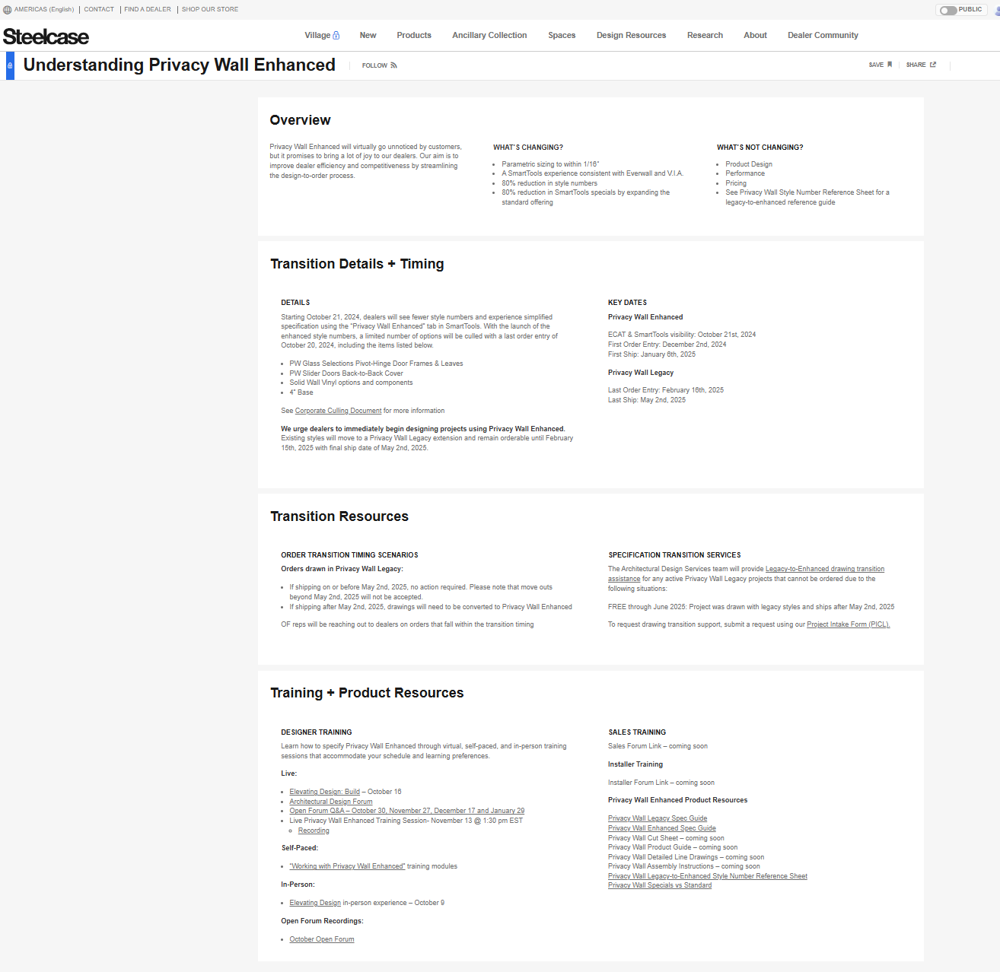 AMERICAS (English) | CONTACT | FIND A DEALER | SHOP OUR STORE
PUBLIC
Steelcase
Village New Products Ancillary Collection Spaces Design Resources Research About Dealer Community
Understanding Privacy Wall Enhanced
FOLLOW
SAVE | SHARE |
Overview
Privacy Wall Enhanced will virtually go unnoticed by customers,
but it promises to bring a lot of joy to our dealers. Our aim is to
improve dealer efficiency and competitiveness by streamlining
the design-to-order process.
WHAT'S CHANGING?
• Parametric sizing to within 1/16"
• A SmartTools experience consistent with Everwall and V.I.A.
• 80% reduction in style numbers
• 80% reduction in SmartTools specials by expanding the
standard offering
WHAT'S NOT CHANGING?
• Product Design
• Performance
• Pricing
• See Privacy Wall Style Number Reference Sheet for a
legacy-to-enhanced reference guide
Transition Details + Timing
DETAILS
Starting October 21, 2024, dealers will see fewer style numbers and experience simplified
specification using the "Privacy Wall Enhanced" tab in SmartTools. With the launch of the
enhanced style numbers, a limited number of options will be culled with a last order entry of
October 20, 2024, including the items listed below.
• PW Glass Selections Pivot-Hinge Door Frames & Leaves
• PW Slider Doors Back-to-Back Cover
• Solid Wall Vinyl options and components
• 4" Base
See Corporate Culling Document for more information
We urge dealers to immediately begin designing projects using Privacy Wall Enhanced.
Existing styles will move to a Privacy Wall Legacy extension and remain orderable until February
15th, 2025 with final ship date of May 2nd, 2025.
KEY DATES
Privacy Wall Enhanced
ECAT & SmartTools visibility: October 21st, 2024
First Order Entry: December 2nd, 2024
First Ship: January 6th, 2025
Privacy Wall Legacy
Last Order Entry: February 16th, 2025
Last Ship: May 2nd, 2025
Transition Resources
ORDER TRANSITION TIMING SCENARIOS
Orders drawn in Privacy Wall Legacy:
• If shipping on or before May 2nd, 2025, no action required. Please note that move outs
beyond May 2nd, 2025 will not be accepted.
• If shipping after May 2nd, 2025, drawings will need to be converted to Privacy Wall Enhanced
OF reps will be reaching out to dealers on orders that fall within the transition timing
SPECIFICATION TRANSITION SERVICES
The Architectural Design Services team will provide Legacy-to-Enhanced drawing transition
assistance for any active Privacy Wall Legacy projects that cannot be ordered due to the
following situations:
FREE through June 2025: Project was drawn with legacy styles and ships after May 2nd, 2025
To request drawing transition support, submit a request using our Project Intake Form (PICL).
Training + Product Resources
DESIGNER TRAINING
Learn how to specify Privacy Wall Enhanced through virtual, self-paced, and in-person training
sessions that accommodate your schedule and learning preferences.
Live:
• Elevating Design: Build – October 16
• Architectural Design Forum
• Open Forum Q&A – October 30, November 27, December 17 and January 29
• Live Privacy Wall Enhanced Training Session- November 13 @ 1:30 pm EST
◦ Recording
Self-Paced:
• "Working with Privacy Wall Enhanced" training modules
In-Person:
• Elevating Design in-person experience – October 9
Open Forum Recordings:
• October Open Forum
SALES TRAINING
Sales Forum Link – coming soon
Installer Training
Installer Forum Link – coming soon
Privacy Wall Enhanced Product Resources
Privacy Wall Legacy Spec Guide
Privacy Wall Enhanced Spec Guide
Privacy Wall Cut Sheet – coming soon
Privacy Wall Product Guide – coming soon
Privacy Wall Detailed Line Drawings – coming soon
Privacy Wall Assembly Instructions – coming soon
Privacy Wall Legacy-to-Enhanced Style Number Reference Sheet
Privacy Wall Specials vs Standard